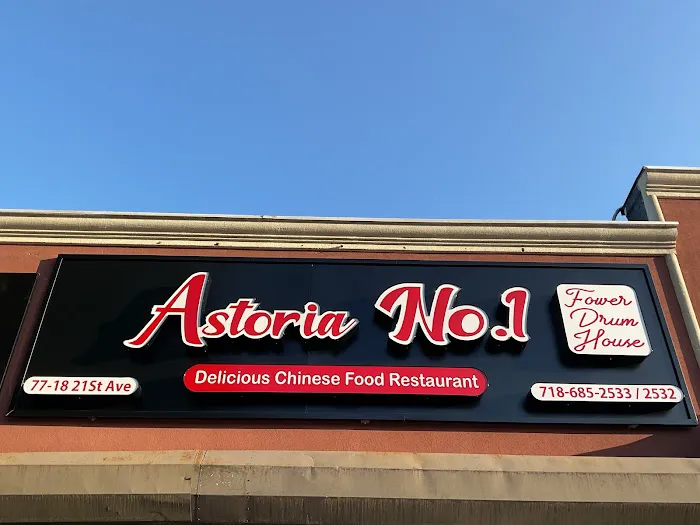 Astoria No.1
Fower
Drum
House
Delicious Chinese Food Restaurant
77-18 21St Ave
718-685-2533 / 2532